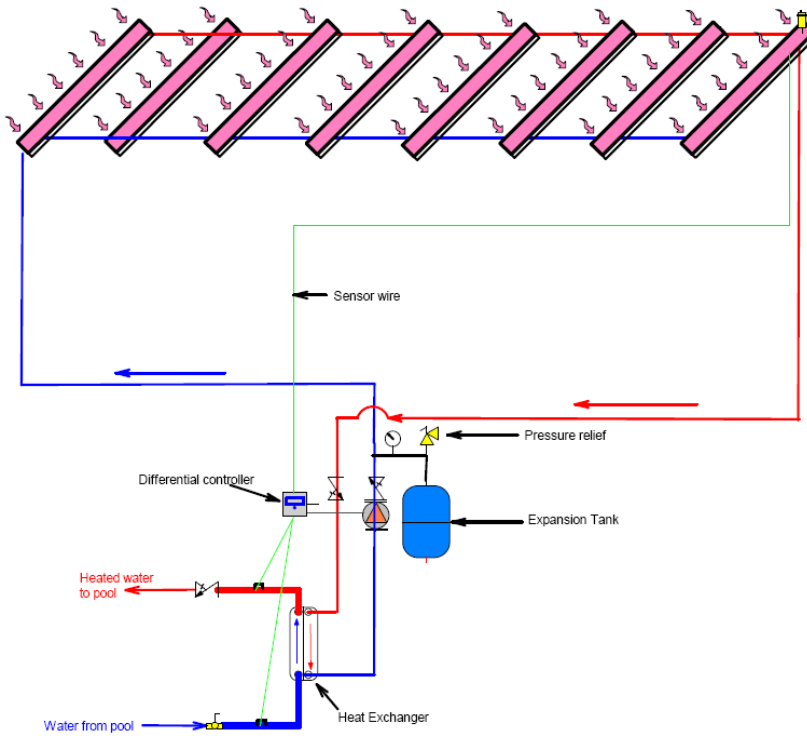 Sensor wire
Pressure relief
Differential controller
Expansion Tank
Heated water
to pool
Heat Exchanger
Water from pool